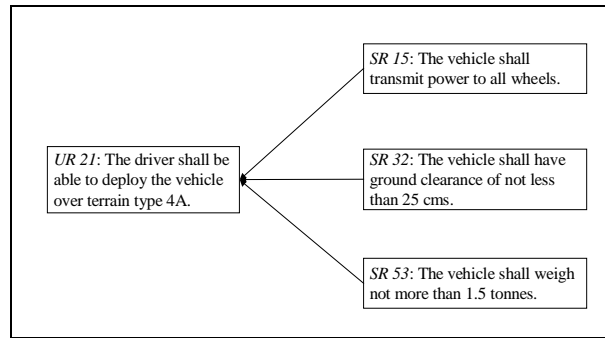 SR 15: The vehicle shall
transmit power to all wheels.
UR 21: The driver shall be
able to deploy the vehicle
over terrain type 4A.
SR 32: The vehicle shall have
ground clearance of not less
than 25 cms.
SR 53: The vehicle shall weigh
not more than 1.5 tonnes.